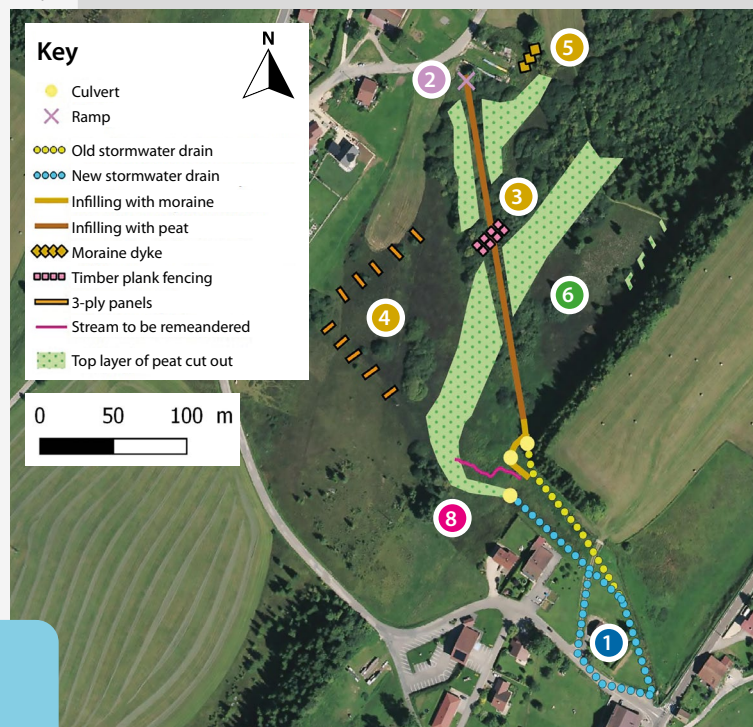 Key
N
Culvert
Ramp
Old stormwater drain
New stormwater drain
Infilling with moraine
Infilling with peat
Moraine dyke
Timber plank fencing
3-ply panels
Stream to be remeandered
Top layer of peat cut out
0 50 100 m
5
2
3
6
4
8
1